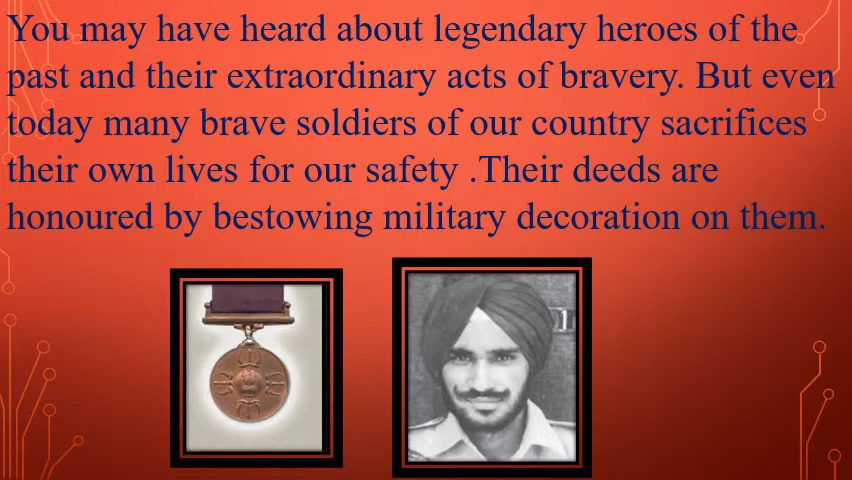 You may have heard about legendary heroes of the
past and their extraordinary acts of bravery. But even
today many brave soldiers of our country sacrifices
their own lives for our safety .Their deeds are
honoured by bestowing military decoration on them.